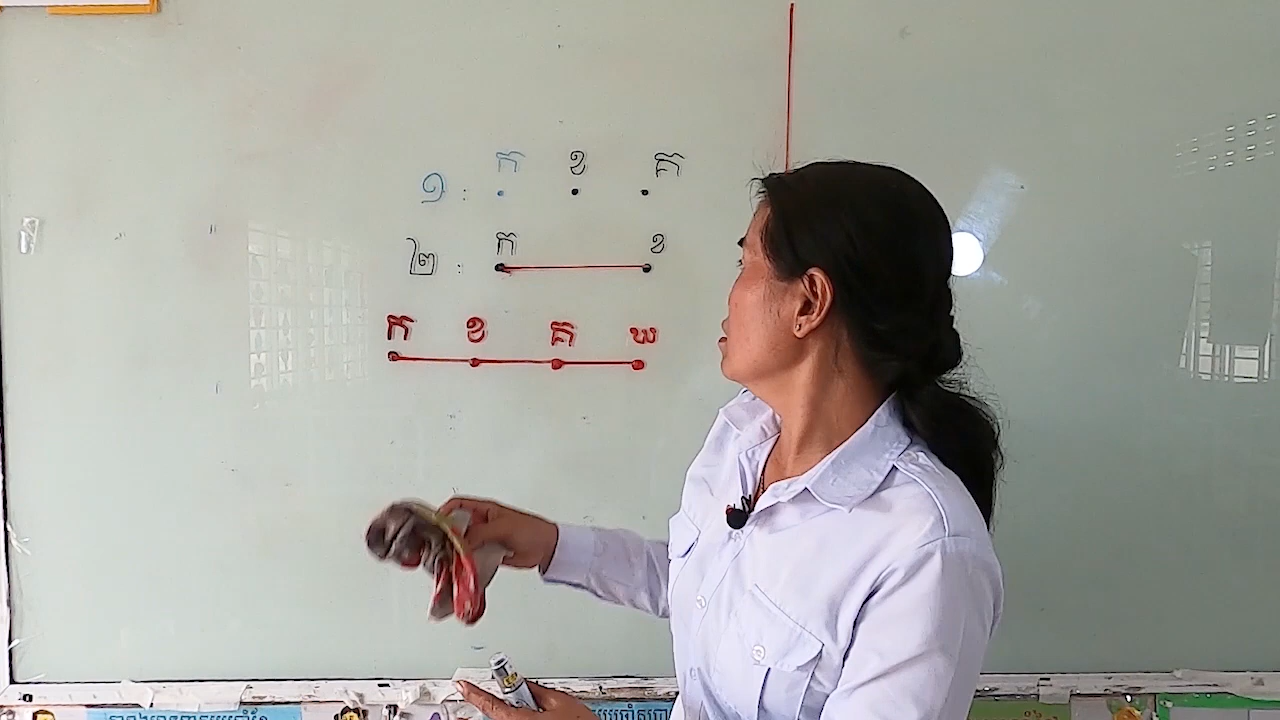 ១ : ក ខ គ
២ : ក ខ
ក ខ គ ឃ